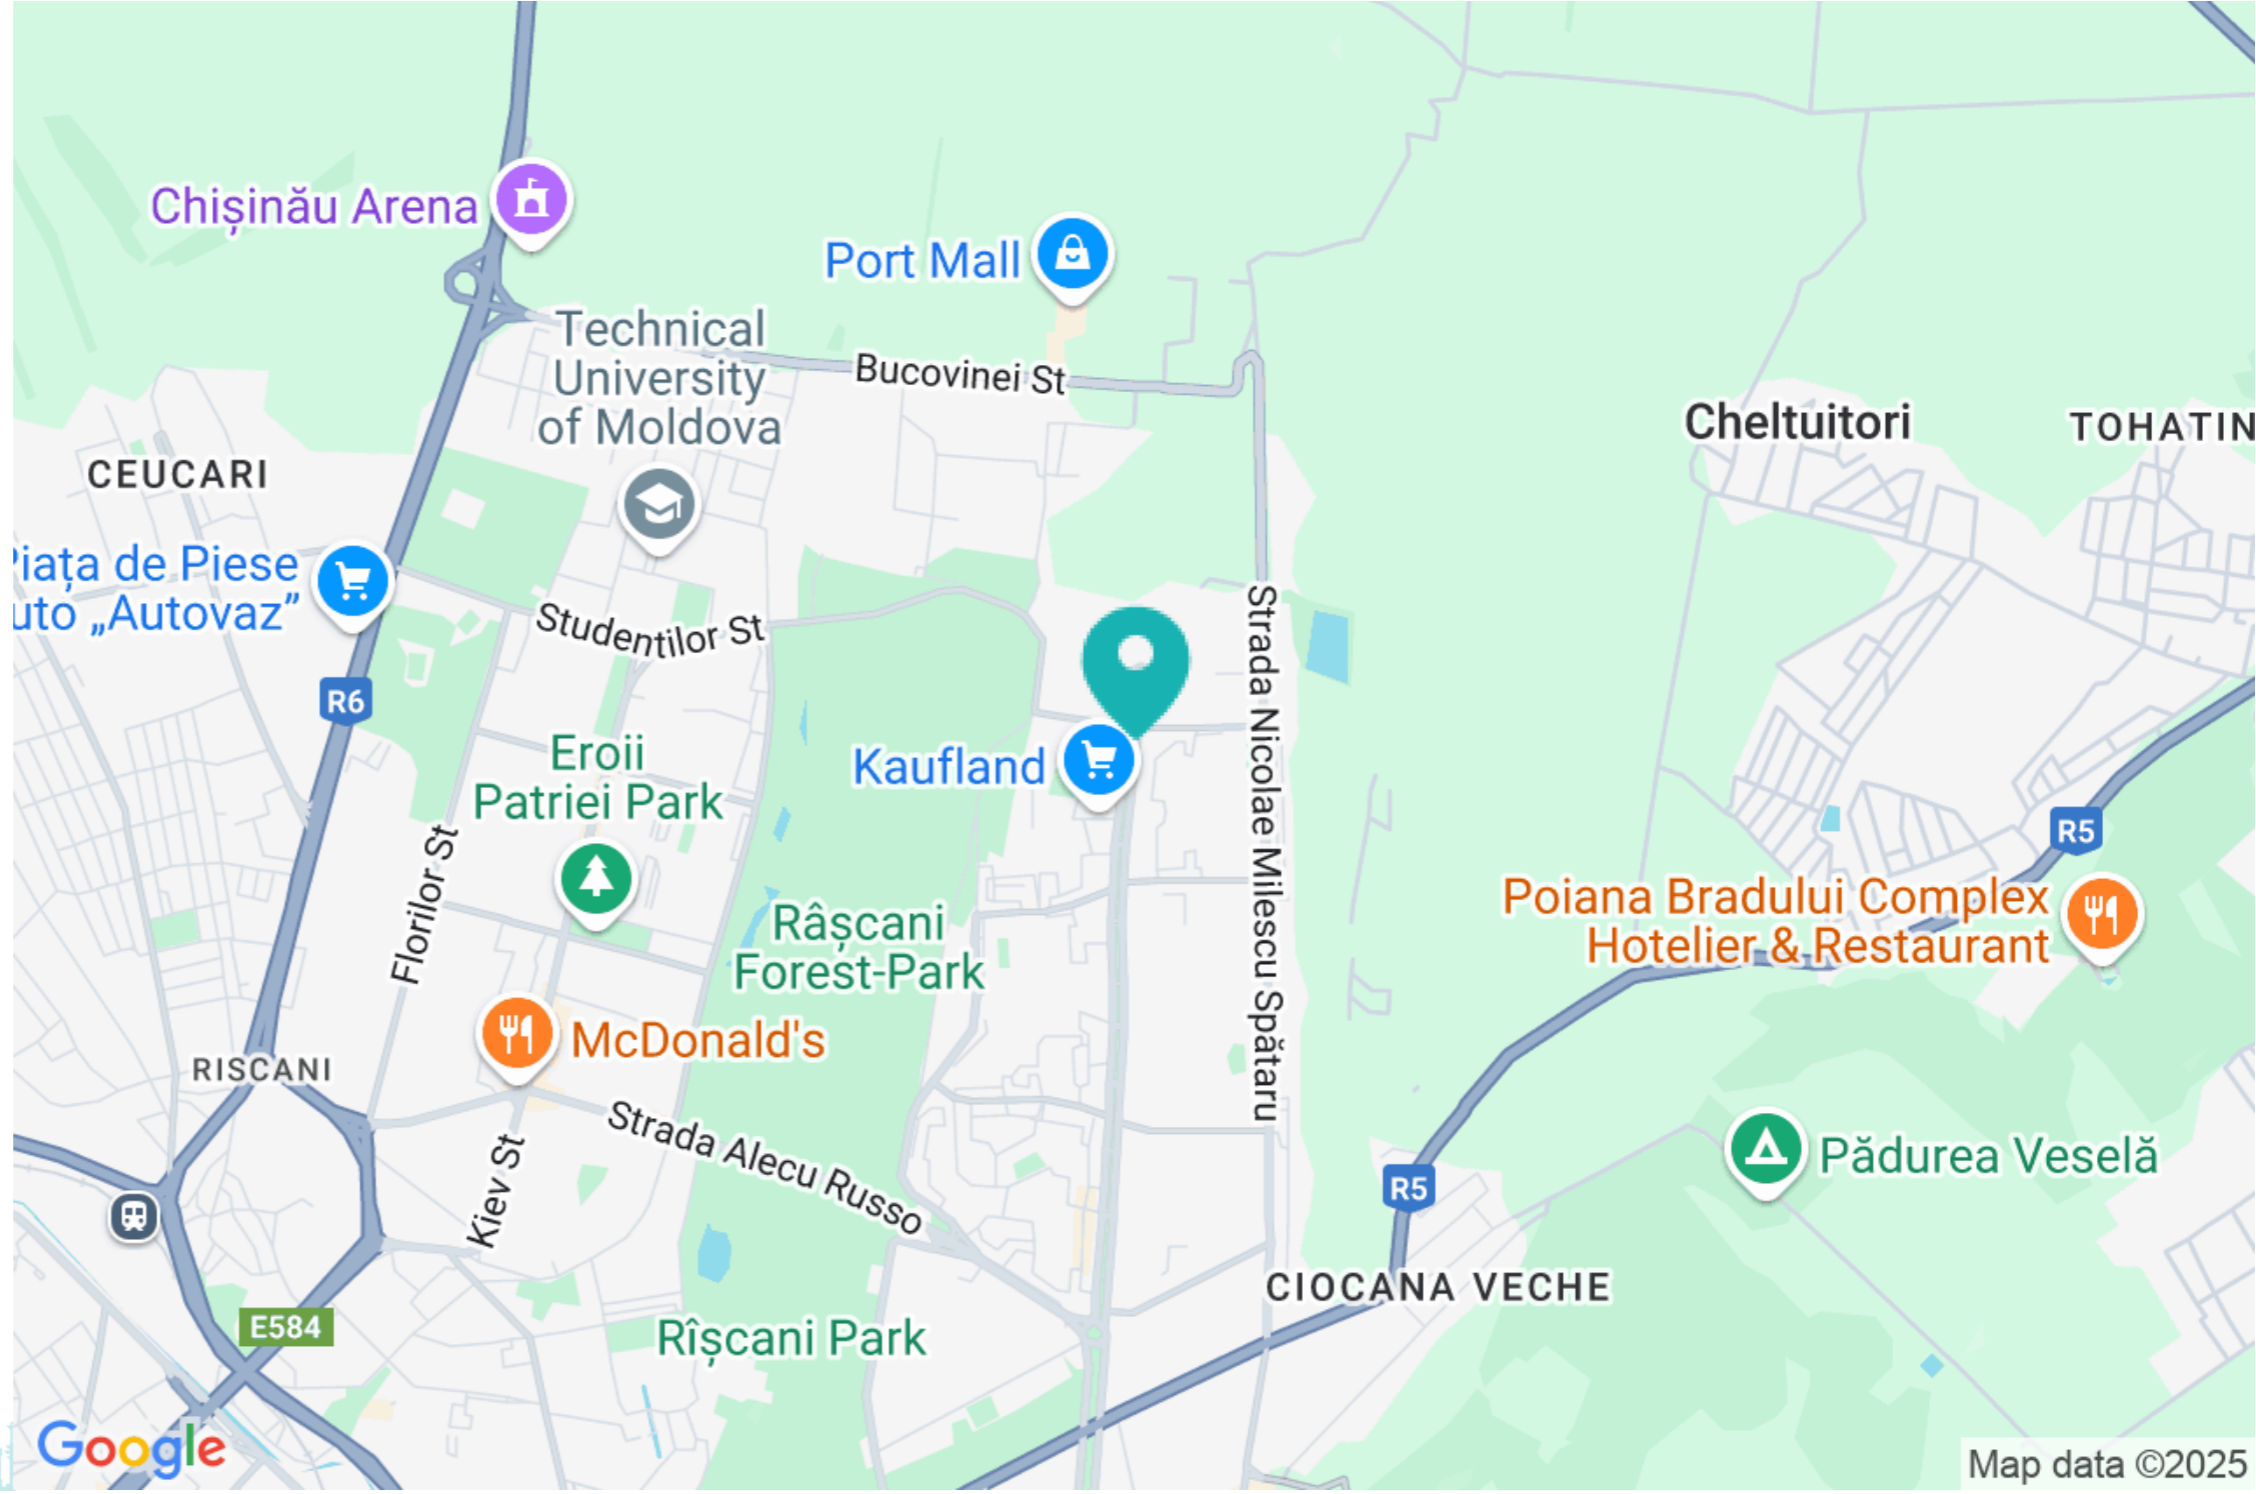 Chișinău Arena
Port Mall
Technical
University
of Moldova
Bucovinei St
Cheltuitori
TOHATIN
CEUCARI
iața de Piese
uto „Autovaz”
Studentilor St
Strada Nicolae Milescu Spătaru
R6
Eroii
Patriei Park
Kaufland
R5
Florilor St
Poiana Bradului Complex
Hotelier & Restaurant
Râșcani
Forest-Park
McDonald's
RISCANI
Strada Alecu Russo
Kiev St
Pădurea Veselă
R5
CIOCANA VECHE
E584
Rîșcani Park
Google
Map data ©2025